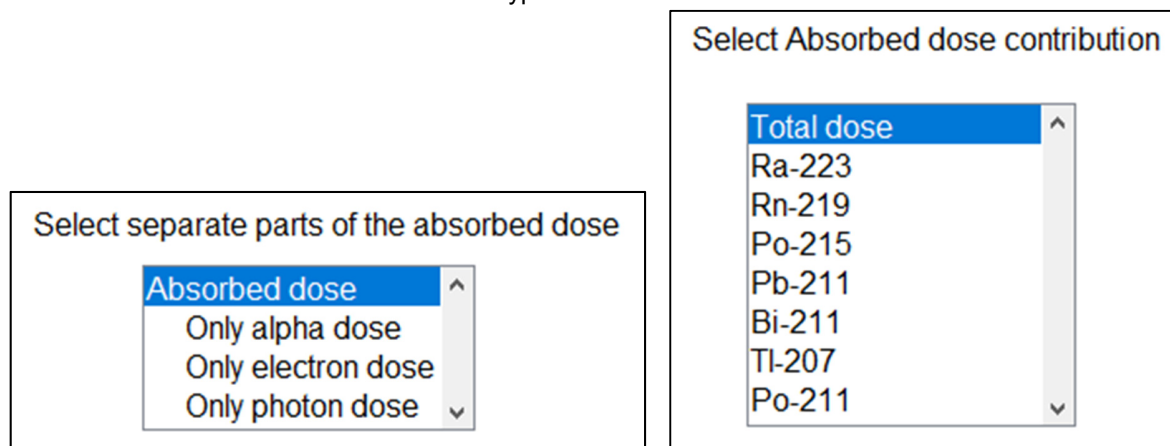 yp
Select separate parts of the absorbed dose
Absorbed dose
Only alpha dose
Only electron dose
Only photon dose
Select Absorbed dose contribution
Total dose
Ra-223
Rn-219
Po-215
Pb-211
Bi-211
Tl-207
Po-211